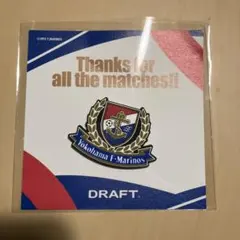 Thanks for
all the matches!!
Yokohama F·Marinos
DRAFT